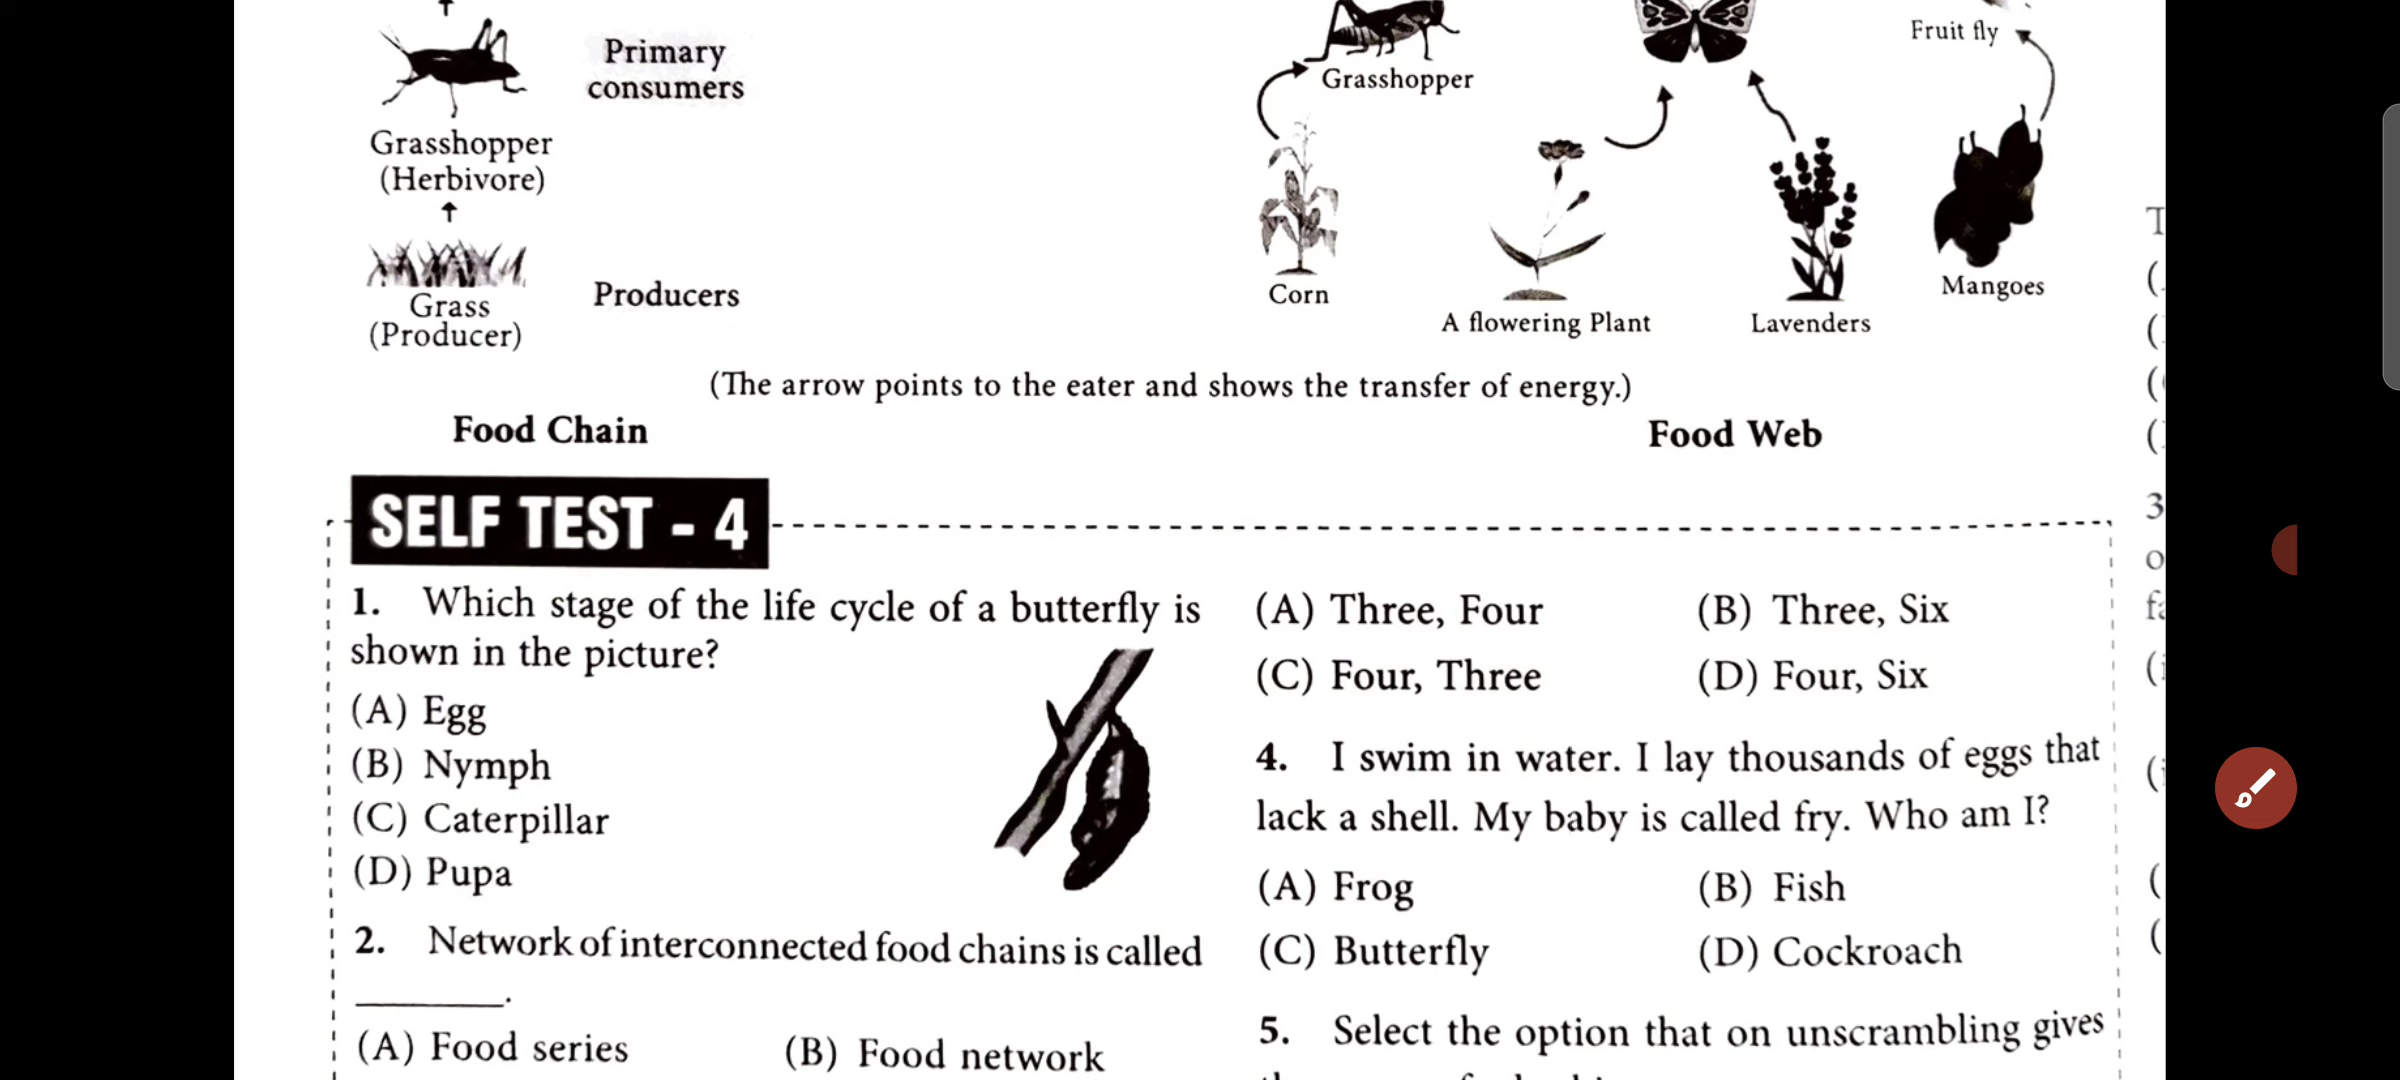 Primary
consumers
Grasshopper
(Herbivore)
Grass
(Producer)
Producers
Grasshopper
Fruit fly
Corn
A flowering Plant
Lavenders
Mangoes
(The arrow points to the eater and shows the transfer of energy.)
Food Chain
Food Web
SELF TEST - 4
1. Which stage of the life cycle of a butterfly is
shown in the picture?
(A) Egg
(B) Nymph
(C) Caterpillar
(D) Pupa
2. Network of interconnected food chains is called
________.
(A) Food series (B) Food network
(A) Three, Four (B) Three, Six
(C) Four, Three (D) Four, Six
4. I swim in water. I lay thousands of eggs that
lack a shell. My baby is called fry. Who am I?
(A) Frog (B) Fish
(C) Butterfly (D) Cockroach
5. Select the option that on unscrambling gives